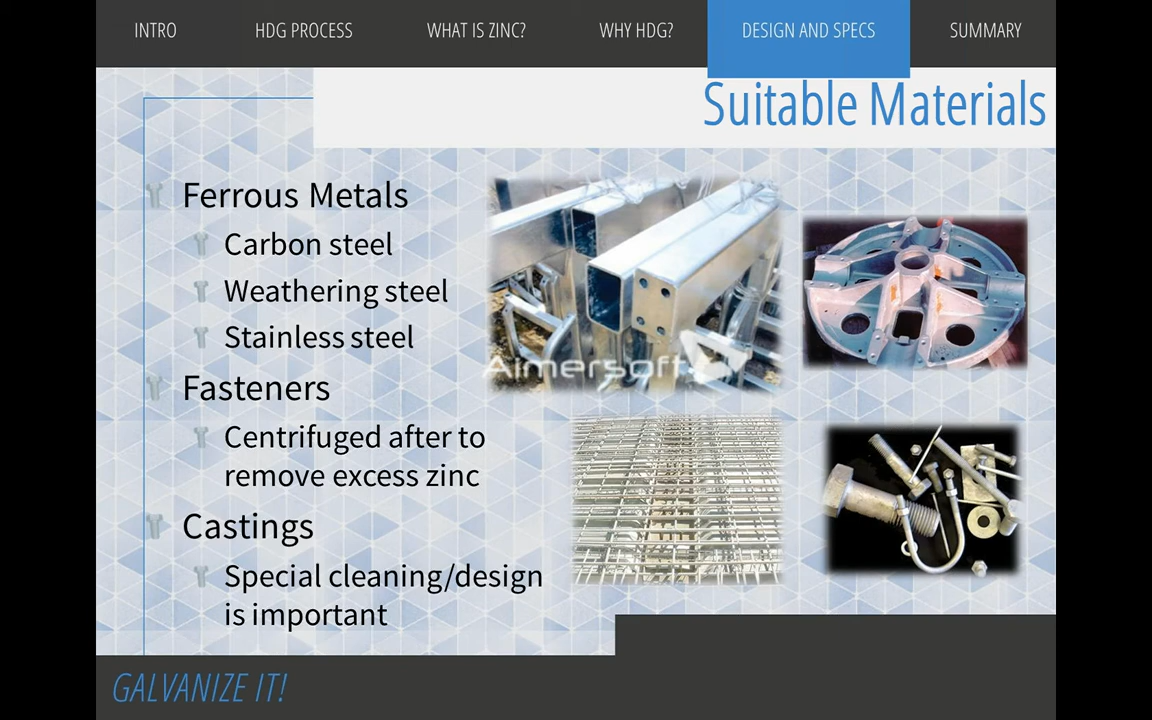 INTRO
HDG PROCESS
WHAT IS ZINC?
WHY HDG?
DESIGN AND SPECS
SUMMARY
Suitable Materials
Ferrous Metals
Carbon steel
Weathering steel
Stainless steel
Fasteners
Centrifuged after to
remove excess zinc
Castings
Special cleaning/design
is important
Aimersoft
GALVANIZE IT!